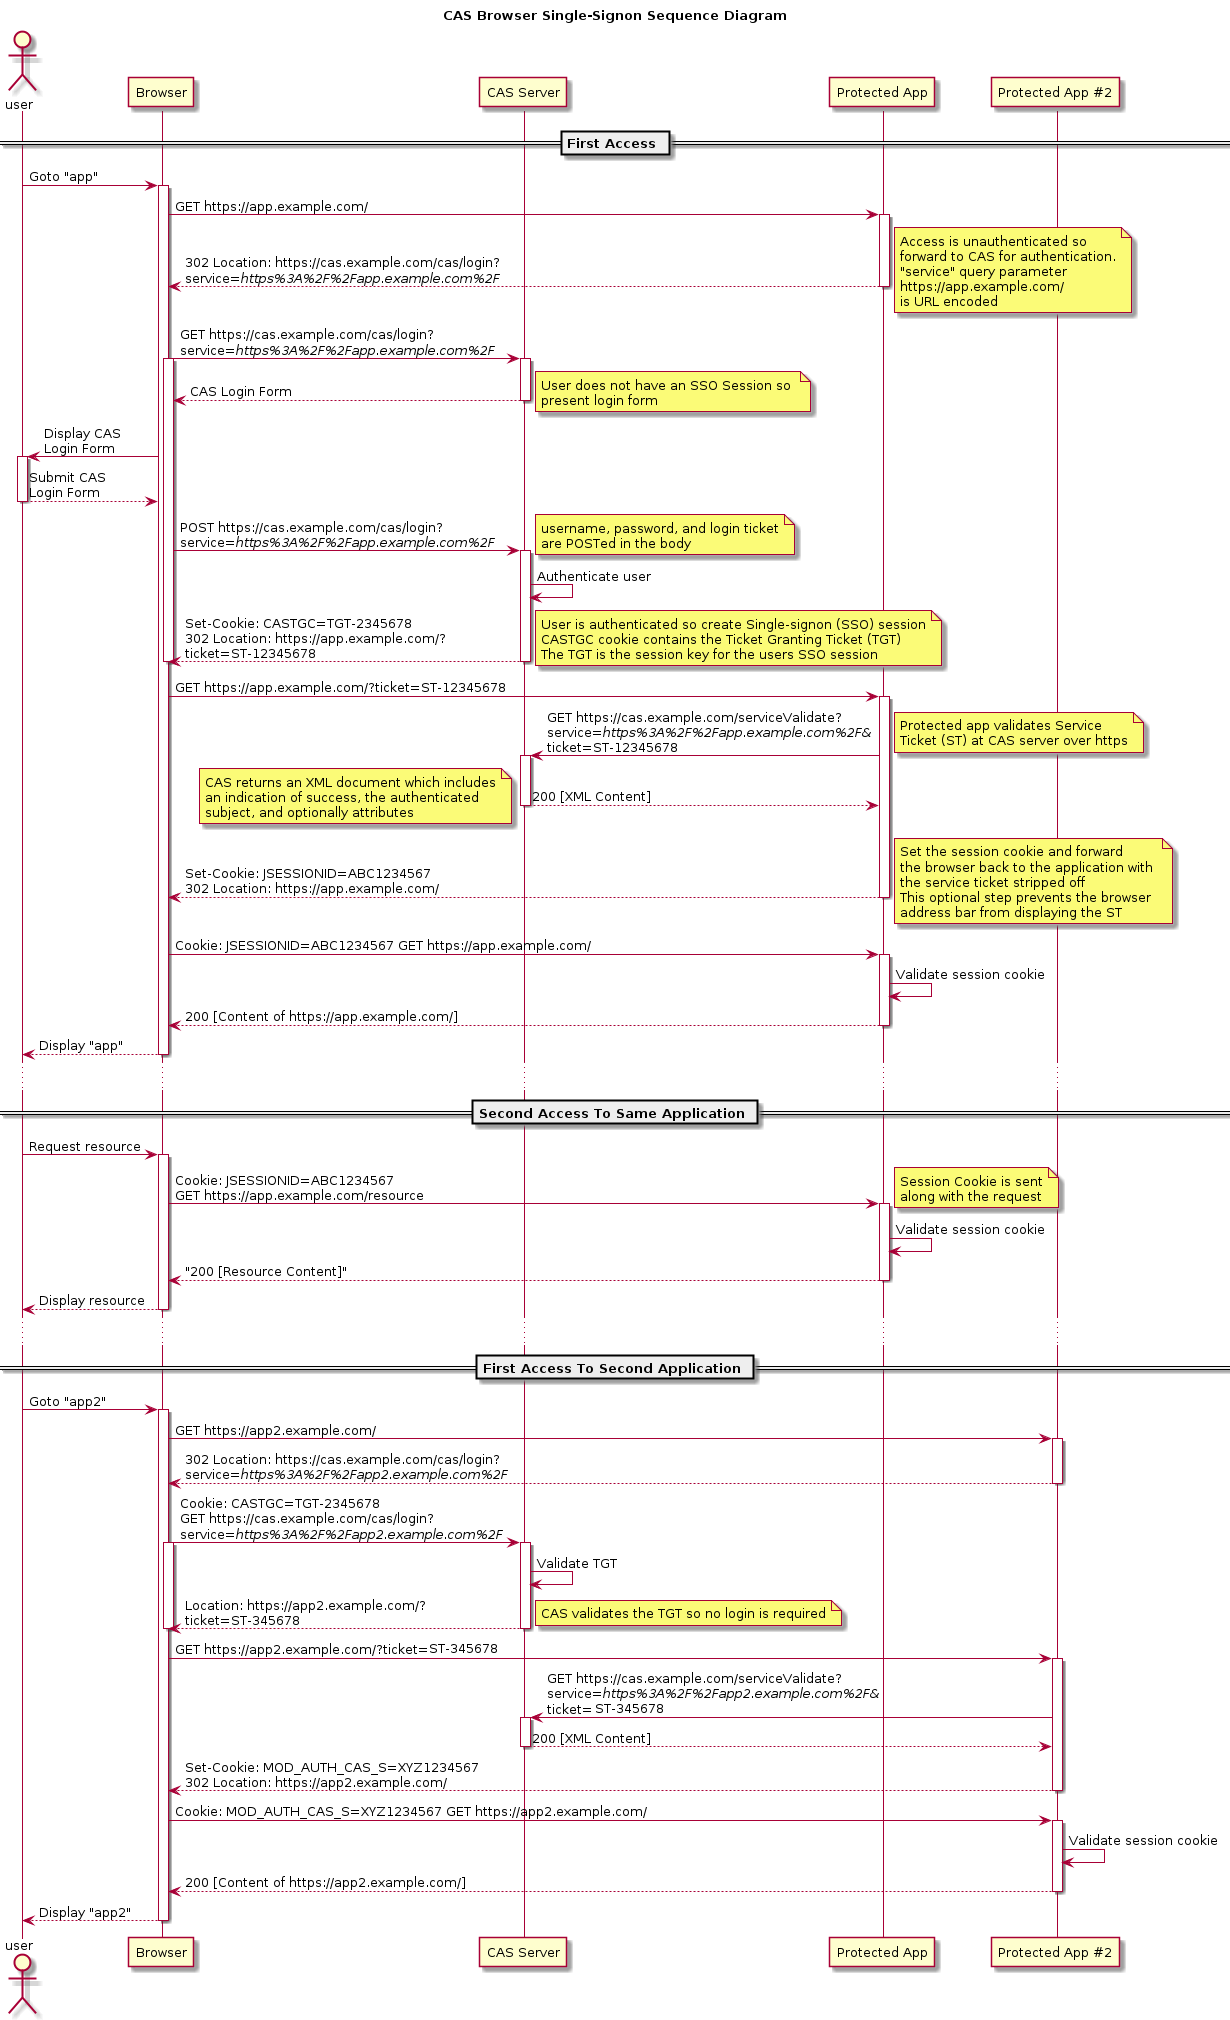 CAS Browser Single-Signon Sequence Diagram
user
Browser
CAS Server
Protected App
Protected App #2
First Access
Goto "app"
GET https://app.example.com/
Access is unauthenticated so
forward to CAS for authentication.
"service" query parameter
https://app.example.com/
is URL encoded
302 Location: https://cas.example.com/cas/login?
service=https%3A%2F%2Fapp.example.com%2F
GET https://cas.example.com/cas/login?
service=https%3A%2F%2Fapp.example.com%2F
CAS Login Form
User does not have an SSO Session so
present login form
Display CAS
Login Form
Submit CAS
Login Form
POST https://cas.example.com/cas/login?
service=https%3A%2F%2Fapp.example.com%2F
username, password, and login ticket
are POSTed in the body
Authenticate user
Set-Cookie: CASTGC=TGT-2345678
302 Location: https://app.example.com/?
ticket=ST-12345678
User is authenticated so create Single-signon (SSO) session
CASTGC cookie contains the Ticket Granting Ticket (TGT)
The TGT is the session key for the users SSO session
GET https://app.example.com/?ticket=ST-12345678
GET https://cas.example.com/serviceValidate?
service=https%3A%2F%2Fapp.example.com%2F&
ticket=ST-12345678
Protected app validates Service
Ticket (ST) at CAS server over https
CAS returns an XML document which includes
an indication of success, the authenticated
subject, and optionally attributes
200 [XML Content]
Set the session cookie and forward
the browser back to the application with
the service ticket stripped off
This optional step prevents the browser
address bar from displaying the ST
Set-Cookie: JSESSIONID=ABC1234567
302 Location: https://app.example.com/
Cookie: JSESSIONID=ABC1234567 GET https://app.example.com/
Validate session cookie
200 [Content of https://app.example.com/]
Display "app"
Second Access To Same Application
Request resource
Cookie: JSESSIONID=ABC1234567
GET https://app.example.com/resource
Session Cookie is sent
along with the request
Validate session cookie
"200 [Resource Content]"
Display resource
First Access To Second Application
Goto "app2"
GET https://app2.example.com/
302 Location: https://cas.example.com/cas/login?
service=https%3A%2F%2Fapp2.example.com%2F
Cookie: CASTGC=TGT-2345678
GET https://cas.example.com/cas/login?
service=https%3A%2F%2Fapp2.example.com%2F
Validate TGT
Location: https://app2.example.com/?
ticket=ST-345678
CAS validates the TGT so no login is required
GET https://app2.example.com/?ticket=ST-345678
GET https://cas.example.com/serviceValidate?
service=https%3A%2F%2Fapp2.example.com%2F&
ticket= ST-345678
200 [XML Content]
Set-Cookie: MOD_AUTH_CAS_S=XYZ1234567
302 Location: https://app2.example.com/
Cookie: MOD_AUTH_CAS_S=XYZ1234567 GET https://app2.example.com/
Validate session cookie
200 [Content of https://app2.example.com/]
Display "app2"
user
Browser
CAS Server
Protected App
Protected App #2